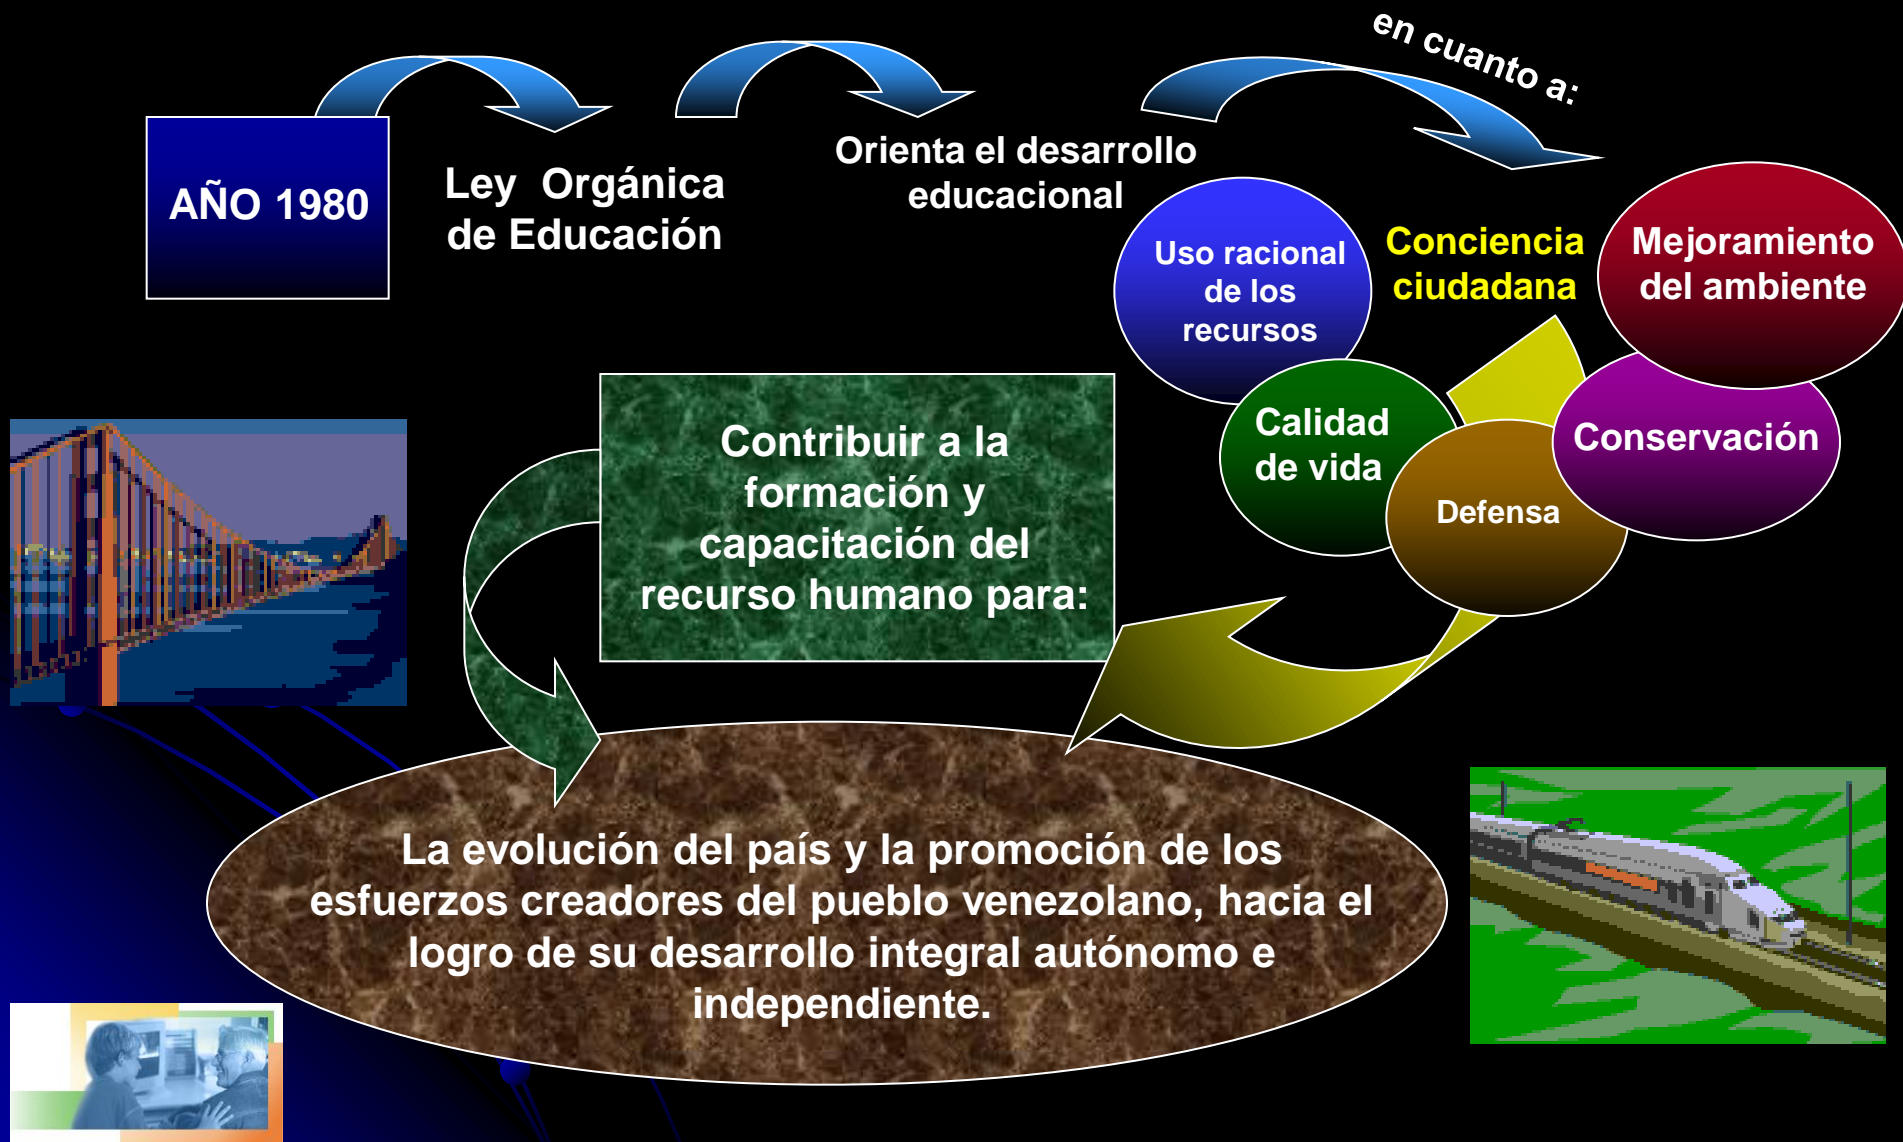 AÑO 1980
Ley Orgánica
de Educación
Orienta el desarrollo
educacional
en cuanto a:
Uso racional
de los
recursos
Conciencia
ciudadana
Mejoramiento
del ambiente
Calidad
de vida
Defensa
Conservación
Contribuir a la
formación y
capacitación del
recurso humano para:
La evolución del país y la promoción de los
esfuerzos creadores del pueblo venezolano, hacia el
logro de su desarrollo integral autónomo e
independiente.